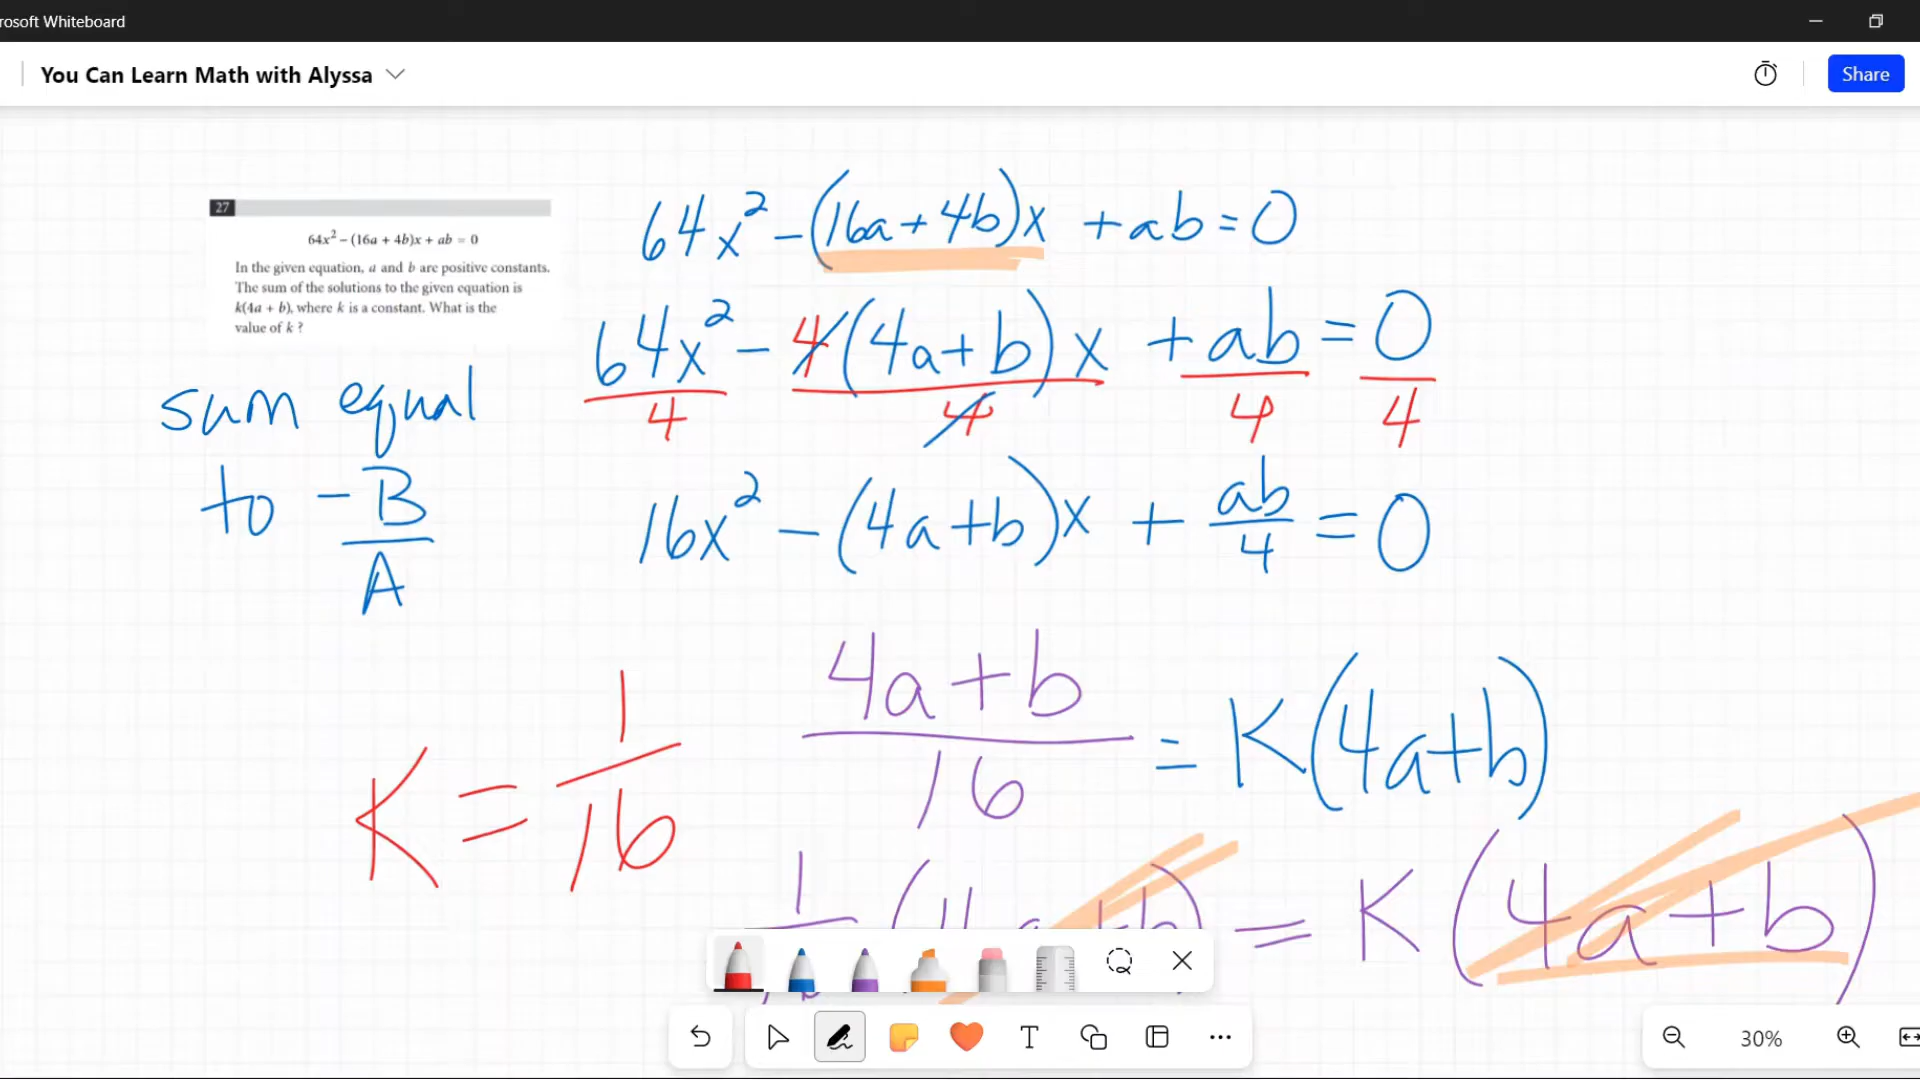 rosoft Whiteboard
You Can Learn Math with Alyssa
Share
27
64x² − (16a + 4b)x + ab = 0
In the given equation, a and b are positive constants.
The sum of the solutions to the given equation is
k(4a + b), where k is a constant. What is the
value of k ?
64x² − (16a + 4b)x + ab = 0
64x²/4 − 4(4a + b)x/4 + ab/4 = 0/4
sum equal
to −B/A
16x² − (4a + b)x + ab/4 = 0
4a + b/16 = K(4a + b)
K = 1/16
= K(4a + b)
30%